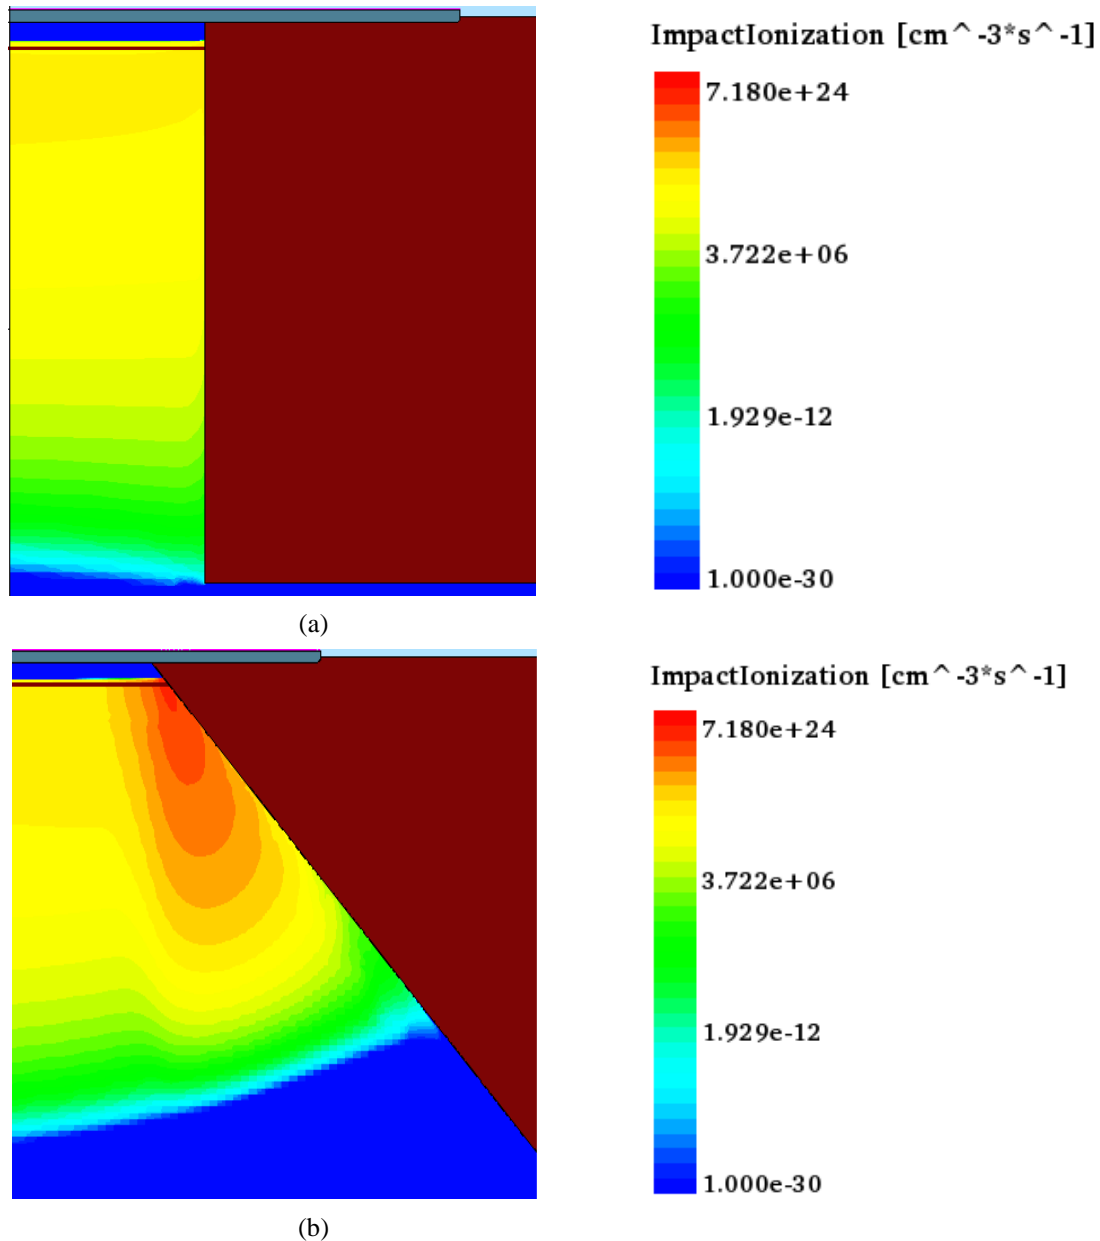 ImpactIonization [cm^-3*s^-1]
7.180e+24
3.722e+06
1.929e-12
1.000e-30
(a)
ImpactIonization [cm^-3*s^-1]
7.180e+24
3.722e+06
1.929e-12
1.000e-30
(b)